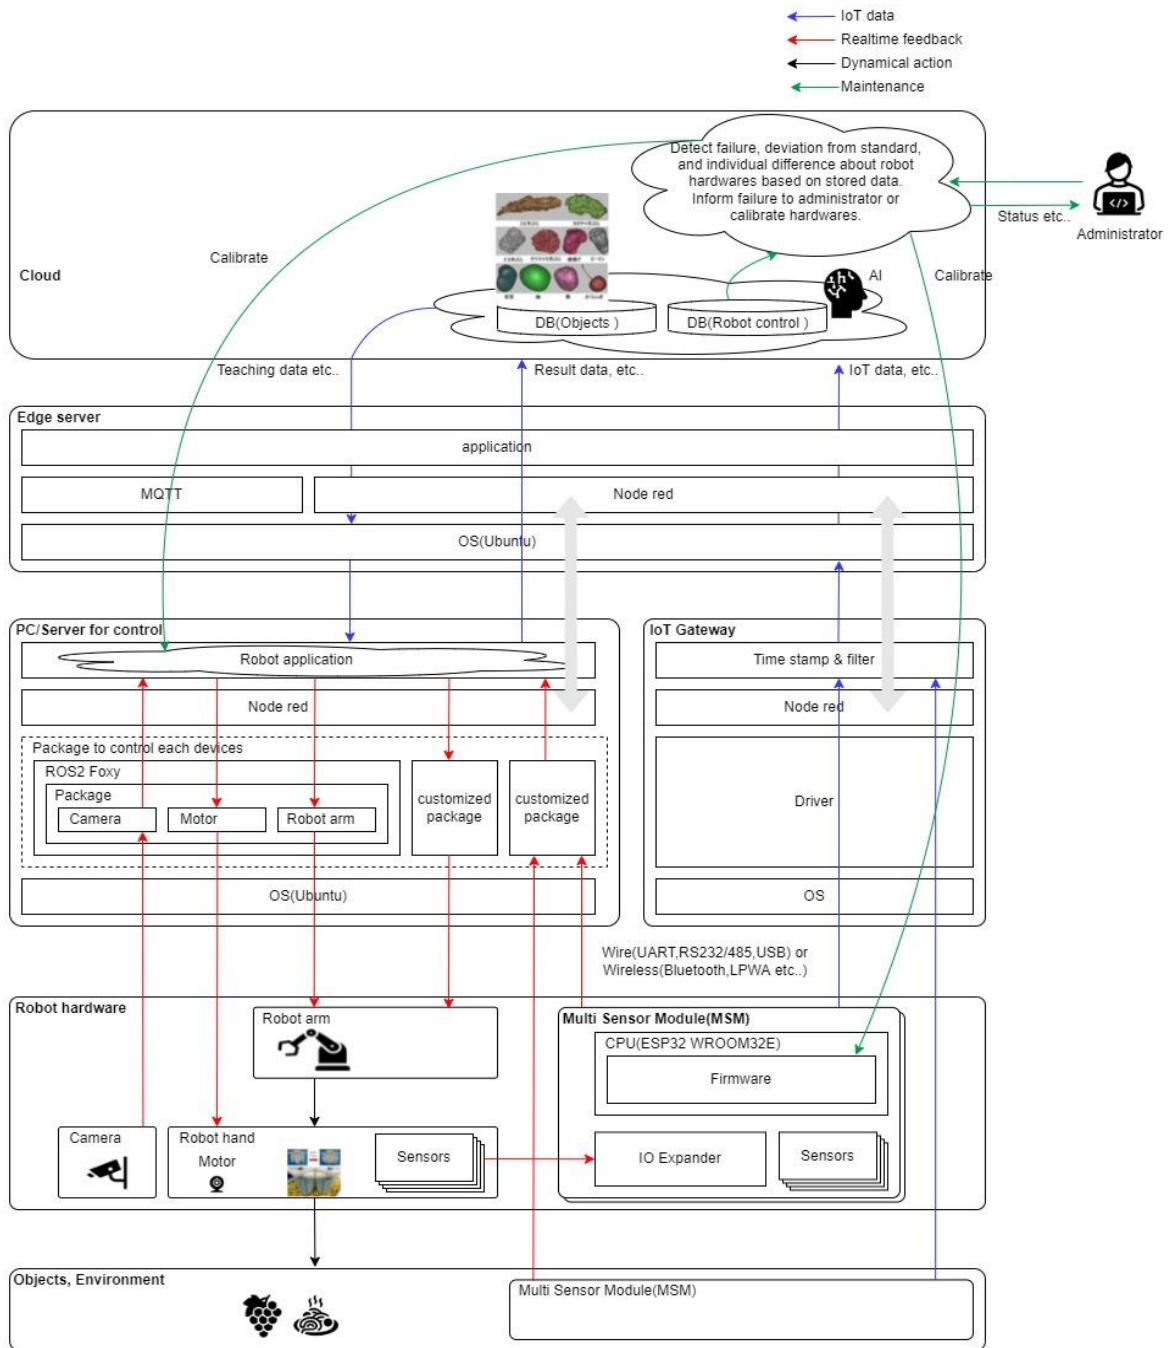 IoT data
Realtime feedback
Dynamical action
Maintenance
Detect failure, deviation from standard,
and individual difference about robot
hardwares based on stored data.
Inform failure to administrator or
calibrate hardwares.
Status etc..
Administrator
Calibrate
Calibrate
Cloud
AI
DB(Objects )
DB(Robot control )
Teaching data etc..
Result data, etc..
IoT data, etc..
Edge server
application
MQTT
Node red
OS(Ubuntu)
PC/Server for control
Robot application
Node red
Package to control each devices
ROS2 Foxy
Package
Camera
Motor
Robot arm
customized
package
customized
package
OS(Ubuntu)
IoT Gateway
Time stamp & filter
Node red
Driver
OS
Wire(UART,RS232/485,USB) or
Wireless(Bluetooth,LPWA etc..)
Robot hardware
Robot arm
Camera
Robot hand
Motor
Sensors
Multi Sensor Module(MSM)
CPU(ESP32 WROOM32E)
Firmware
IO Expander
Sensors
Objects, Environment
Multi Sensor Module(MSM)